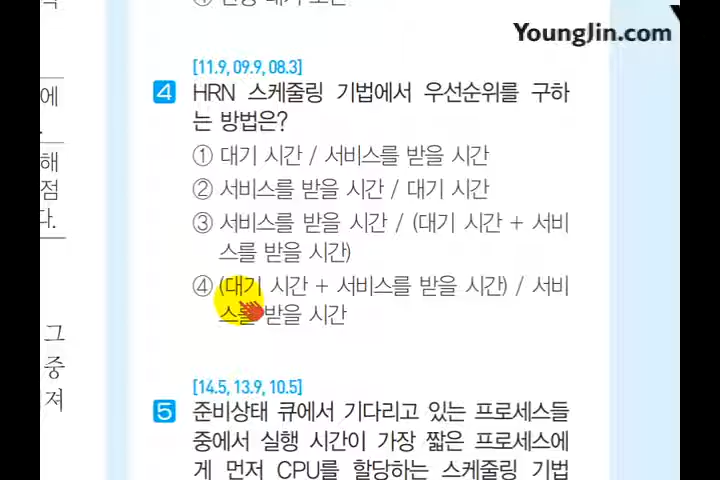 YoungJin.com
에
해
점
다.
그
중
져
[11.9, 09.9, 08.3]
4 HRN 스케줄링 기법에서 우선순위를 구하
는 방법은?
① 대기 시간 / 서비스를 받을 시간
② 서비스를 받을 시간 / 대기 시간
③ 서비스를 받을 시간 / (대기 시간 + 서비
스를 받을 시간)
④ (대기 시간 + 서비스를 받을 시간) / 서비
스를 받을 시간
[14.5, 13.9, 10.5]
5 준비상태 큐에서 기다리고 있는 프로세스들
중에서 실행 시간이 가장 짧은 프로세스에
게 먼저 CPU를 할당하는 스케줄링 기법